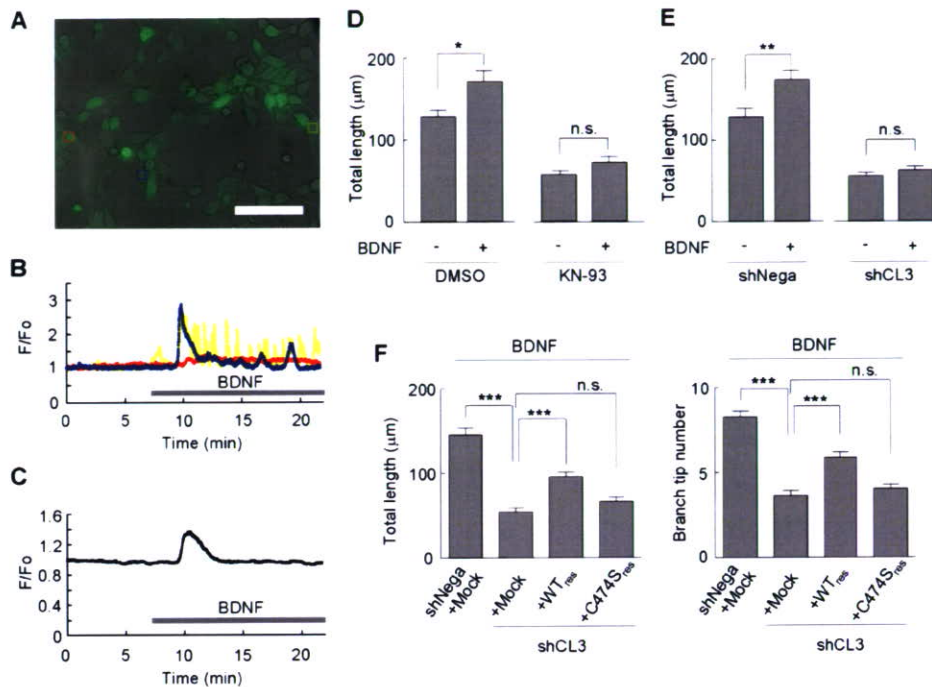 A
B
F/Fo
3
2
1
BDNF
0 5 10 15 20
Time (min)
C
F/Fo
1.6
1.2
0.8
0.4
0
BDNF
0 5 10 15 20
Time (min)
D
Total length (μm)
200
100
0
*
n.s.
BDNF - + - +
DMSO KN-93
E
Total length (μm)
200
100
0
**
n.s.
BDNF - + - +
shNega shCL3
F
BDNF
Total length (μm)
200
100
0
***
***
n.s.
shNega +Mock
+Mock
+WTres
+C474Sres
shCL3
BDNF
Branch tip number
10
5
0
***
***
n.s.
shNega +Mock
+Mock
+WTres
+C474Sres
shCL3